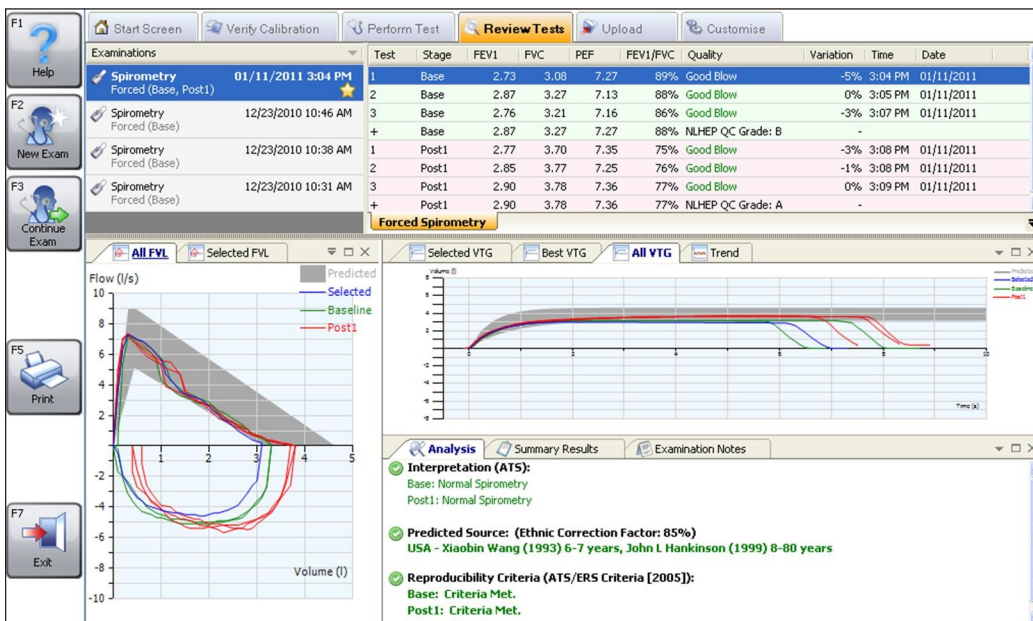 F1
Help
F2
New Exam
F3
Continue Exam
F5
Print
F7
Exit
Start Screen Verify Calibration Perform Test Review Tests Upload Customise
Examinations
Spirometry 01/11/2011 3:04 PM
Forced (Base, Post1)
Spirometry 12/23/2010 10:46 AM
Forced (Base)
Spirometry 12/23/2010 10:38 AM
Forced (Base)
Spirometry 12/23/2010 10:31 AM
Forced (Base)
Test Stage FEV1 FVC PEF FEV1/FVC Quality Variation Time Date
1 Base 2.73 3.08 7.27 89% Good Blow -5% 3:04 PM 01/11/2011
2 Base 2.87 3.27 7.13 88% Good Blow 0% 3:05 PM 01/11/2011
3 Base 2.76 3.21 7.16 86% Good Blow -3% 3:07 PM 01/11/2011
+ Base 2.87 3.27 7.27 88% NLHEP QC Grade: B -
1 Post1 2.77 3.70 7.35 75% Good Blow -3% 3:08 PM 01/11/2011
2 Post1 2.85 3.77 7.25 76% Good Blow -1% 3:08 PM 01/11/2011
3 Post1 2.90 3.78 7.36 77% Good Blow 0% 3:09 PM 01/11/2011
+ Post1 2.90 3.78 7.36 77% NLHEP QC Grade: A -
Forced Spirometry
All FVL Selected FVL
Flow (l/s)
Predicted
Selected
Baseline
Post1
10
8
6
4
2
1 2 3 4 5
-2
-4
-6
-8
-10
Volume (l)
Selected VTG Best VTG All VTG Trend
Volume (l)
Baseline
Post1
0 2 4 6 8 10
Time (s)
Analysis Summary Results Examination Notes
Interpretation (ATS):
Base: Normal Spirometry
Post1: Normal Spirometry
Predicted Source: (Ethnic Correction Factor: 85%)
USA - Xiaobin Wang (1993) 6-7 years, John L Hankinson (1999) 8-80 years
Reproducibility Criteria (ATS/ERS Criteria [2005]):
Base: Criteria Met.
Post1: Criteria Met.